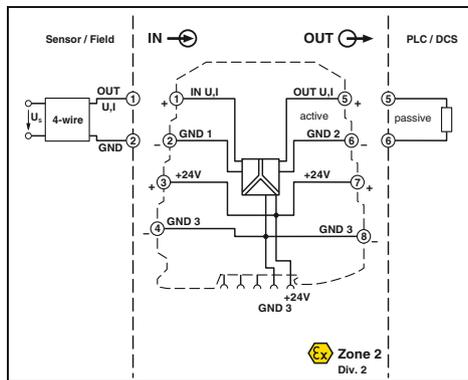 Sensor / Field
IN
OUT
PLC / DCS
OUT
U,I
1
Us
4-wire
GND
2
1
+
IN U,I
OUT U,I
5
+
active
2
–
GND 1
GND 2
6
–
3
+
+24V
+24V
7
+
4
–
GND 3
GND 3
8
–
5
passive
6
+24V
GND 3
Ex
Zone 2
Div. 2